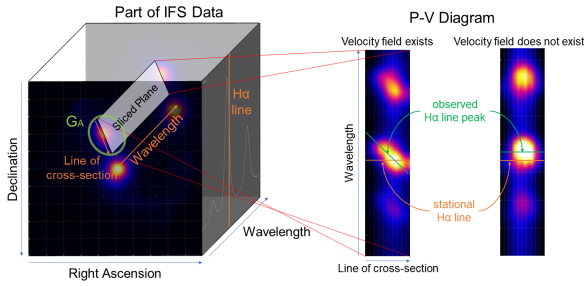 Part of IFS Data
P-V Diagram
Velocity field exists
Velocity field does not exist
Declination
Sliced Plane
Hα
line
G_A
Wavelength
Line of
cross-section
Wavelength
Right Ascension
Wavelength
observed
Hα line peak
stational
Hα line
Line of cross-section